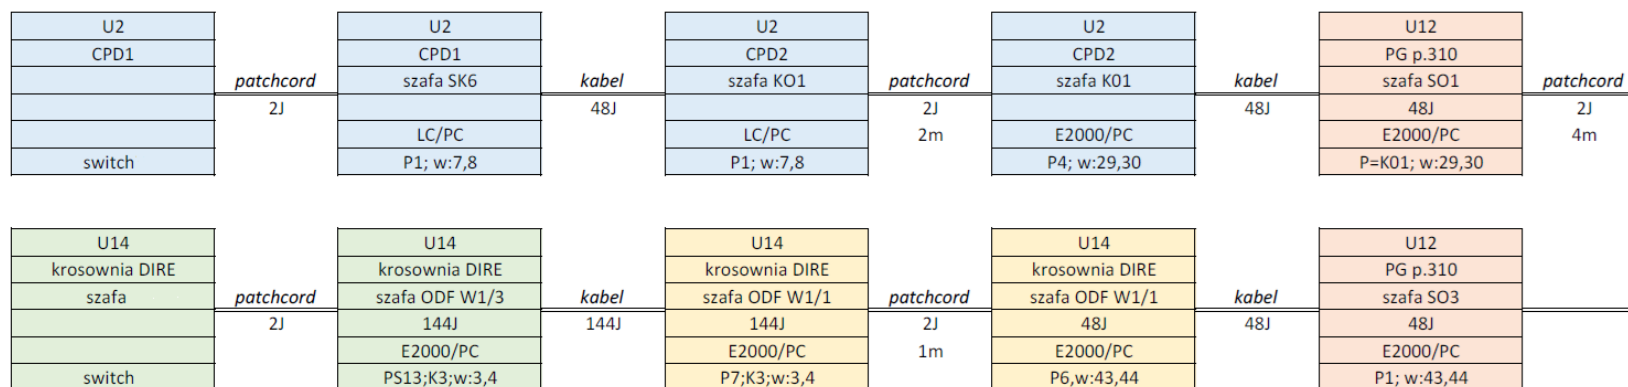 U2 U2 U2 U2 U12
CPD1 CPD1 CPD2 CPD2 PG p.310
patchcord szafa SK6 kabel szafa KO1 patchcord szafa K01 kabel szafa SO1 patchcord
2J 48J 2J 48J 48J 2J
LC/PC LC/PC 2m E2000/PC E2000/PC 4m
switch P1; w:7,8 P1; w:7,8 P4; w:29,30 P=K01; w:29,30
U14 U14 U14 U14 U12
krosownia DIRE krosownia DIRE krosownia DIRE krosownia DIRE PG p.310
szafa patchcord szafa ODF W1/3 kabel szafa ODF W1/1 patchcord szafa ODF W1/1 kabel szafa SO3
2J 144J 144J 144J 2J 48J 48J 48J
E2000/PC E2000/PC 1m E2000/PC E2000/PC
switch PS13;K3;w:3,4 P7;K3;w:3,4 P6,w:43,44 P1; w:43,44